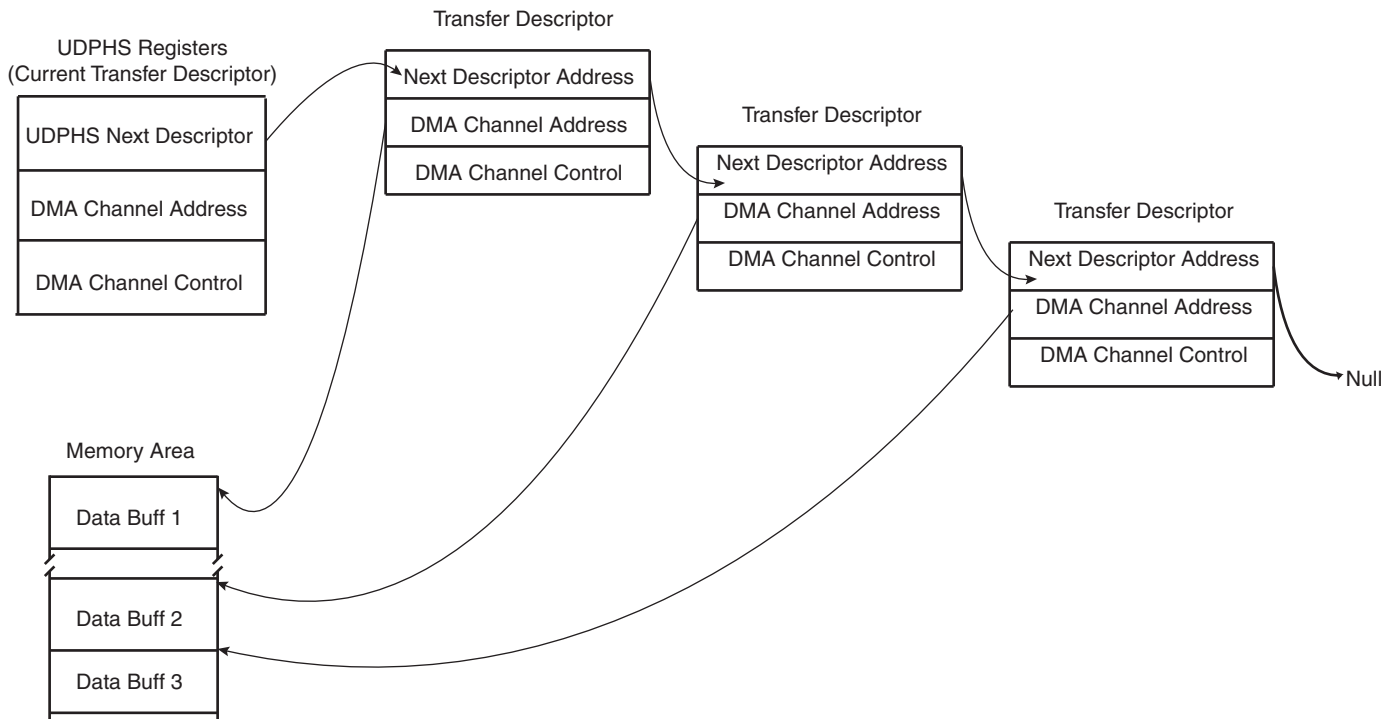 UDPHS Registers
(Current Transfer Descriptor)
UDPHS Next Descriptor
DMA Channel Address
DMA Channel Control
Transfer Descriptor
Next Descriptor Address
DMA Channel Address
DMA Channel Control
Transfer Descriptor
Next Descriptor Address
DMA Channel Address
DMA Channel Control
Transfer Descriptor
Next Descriptor Address
DMA Channel Address
DMA Channel Control
Null
Memory Area
Data Buff 1
Data Buff 2
Data Buff 3